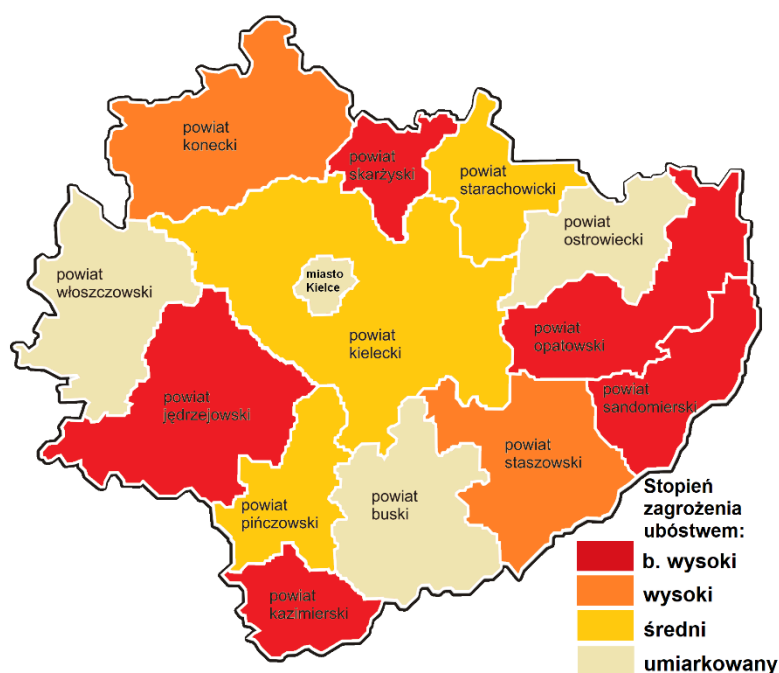 powiat
konecki
powiat
skarżyski
powiat
starachowicki
powiat
ostrowiecki
powiat
włoszczowski
miasto
Kielce
powiat
kielecki
powiat
opatowski
powiat
jędrzejowski
powiat
sandomierski
powiat
staszowski
powiat
pińczowski
powiat
buski
powiat
kazimierski
Stopień
zagrożenia
ubóstwem:
b. wysoki
wysoki
średni
umiarkowany